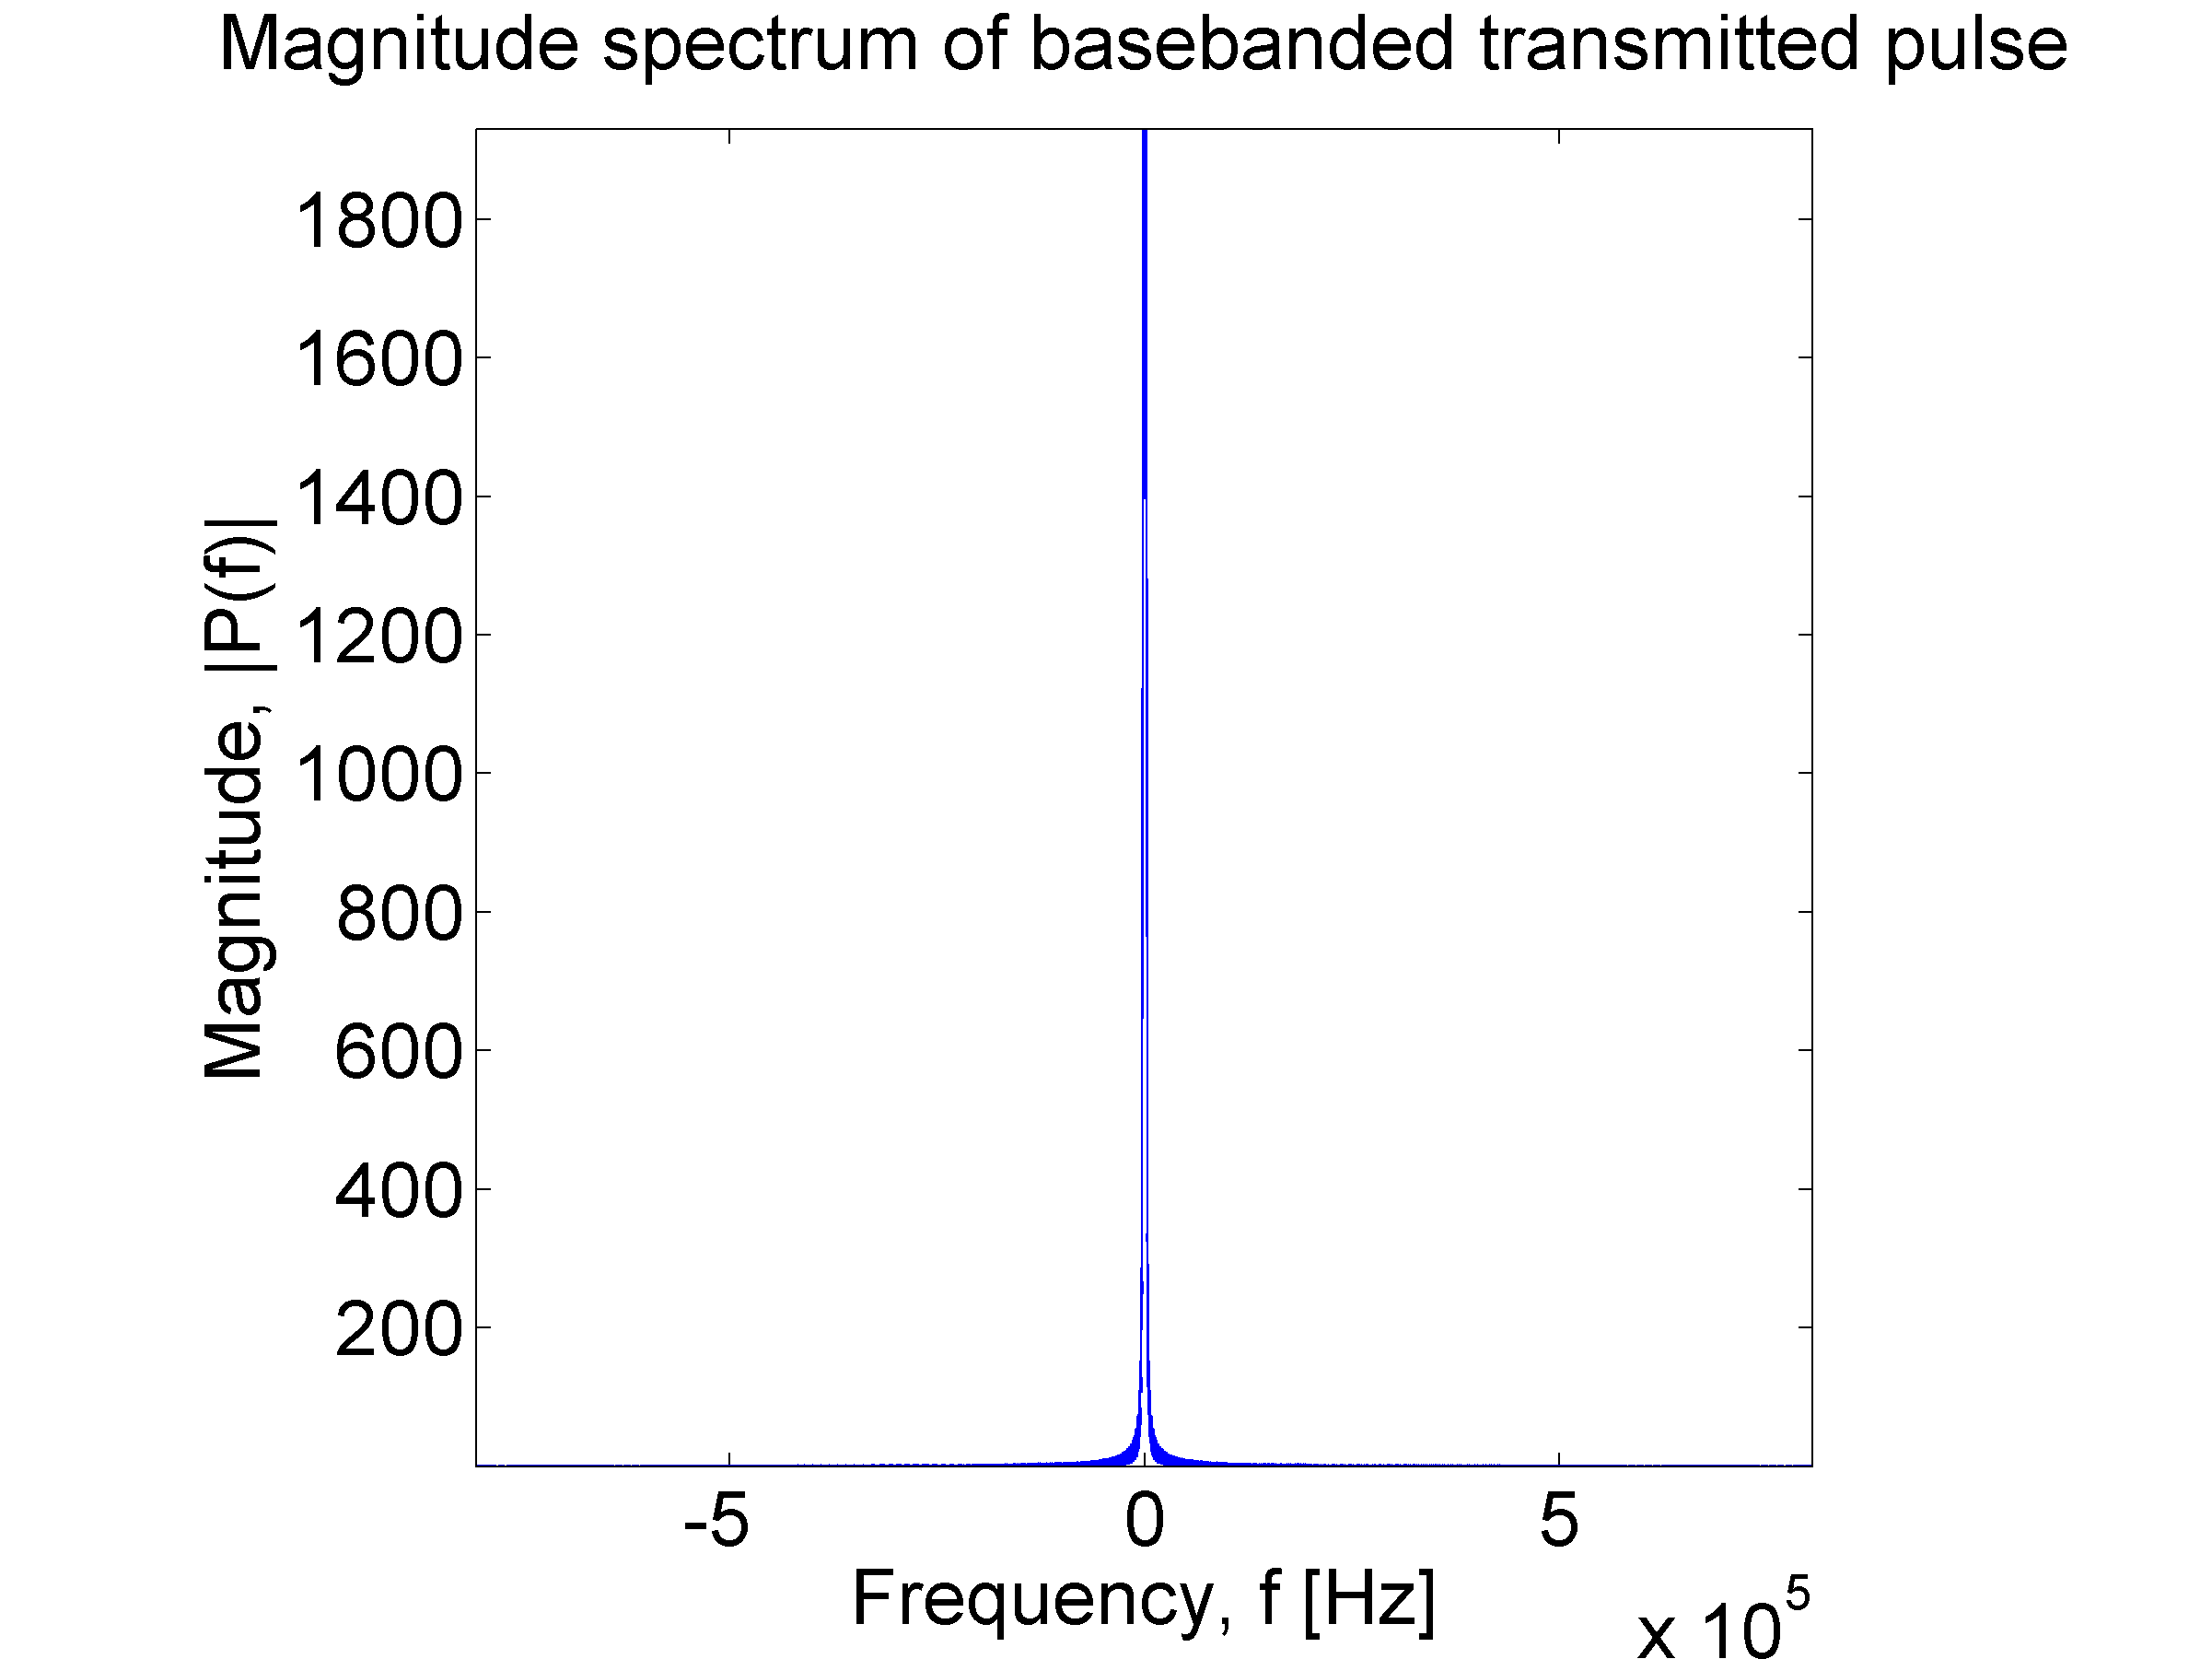 Magnitude spectrum of basebanded transmitted pulse
Magnitude, |P(f)|
1800
1600
1400
1200
1000
800
600
400
200
-5 0 5
Frequency, f [Hz]
x 10^5